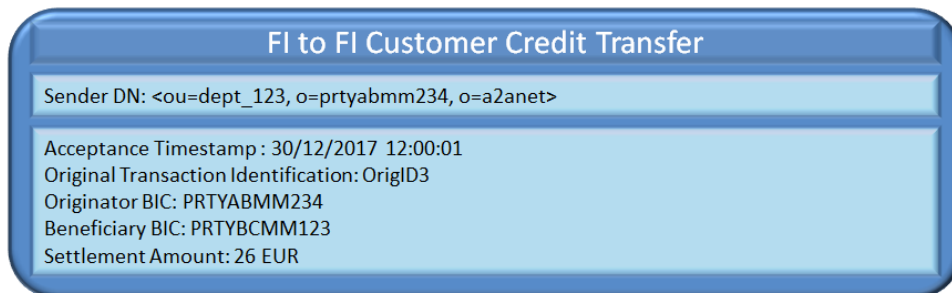 FI to FI Customer Credit Transfer
Sender DN: <ou=dept_123, o=prtyabmm234, o=a2anet>
Acceptance Timestamp : 30/12/2017 12:00:01
Original Transaction Identification: OrigID3
Originator BIC: PRTYABMM234
Beneficiary BIC: PRTYBCMM123
Settlement Amount: 26 EUR